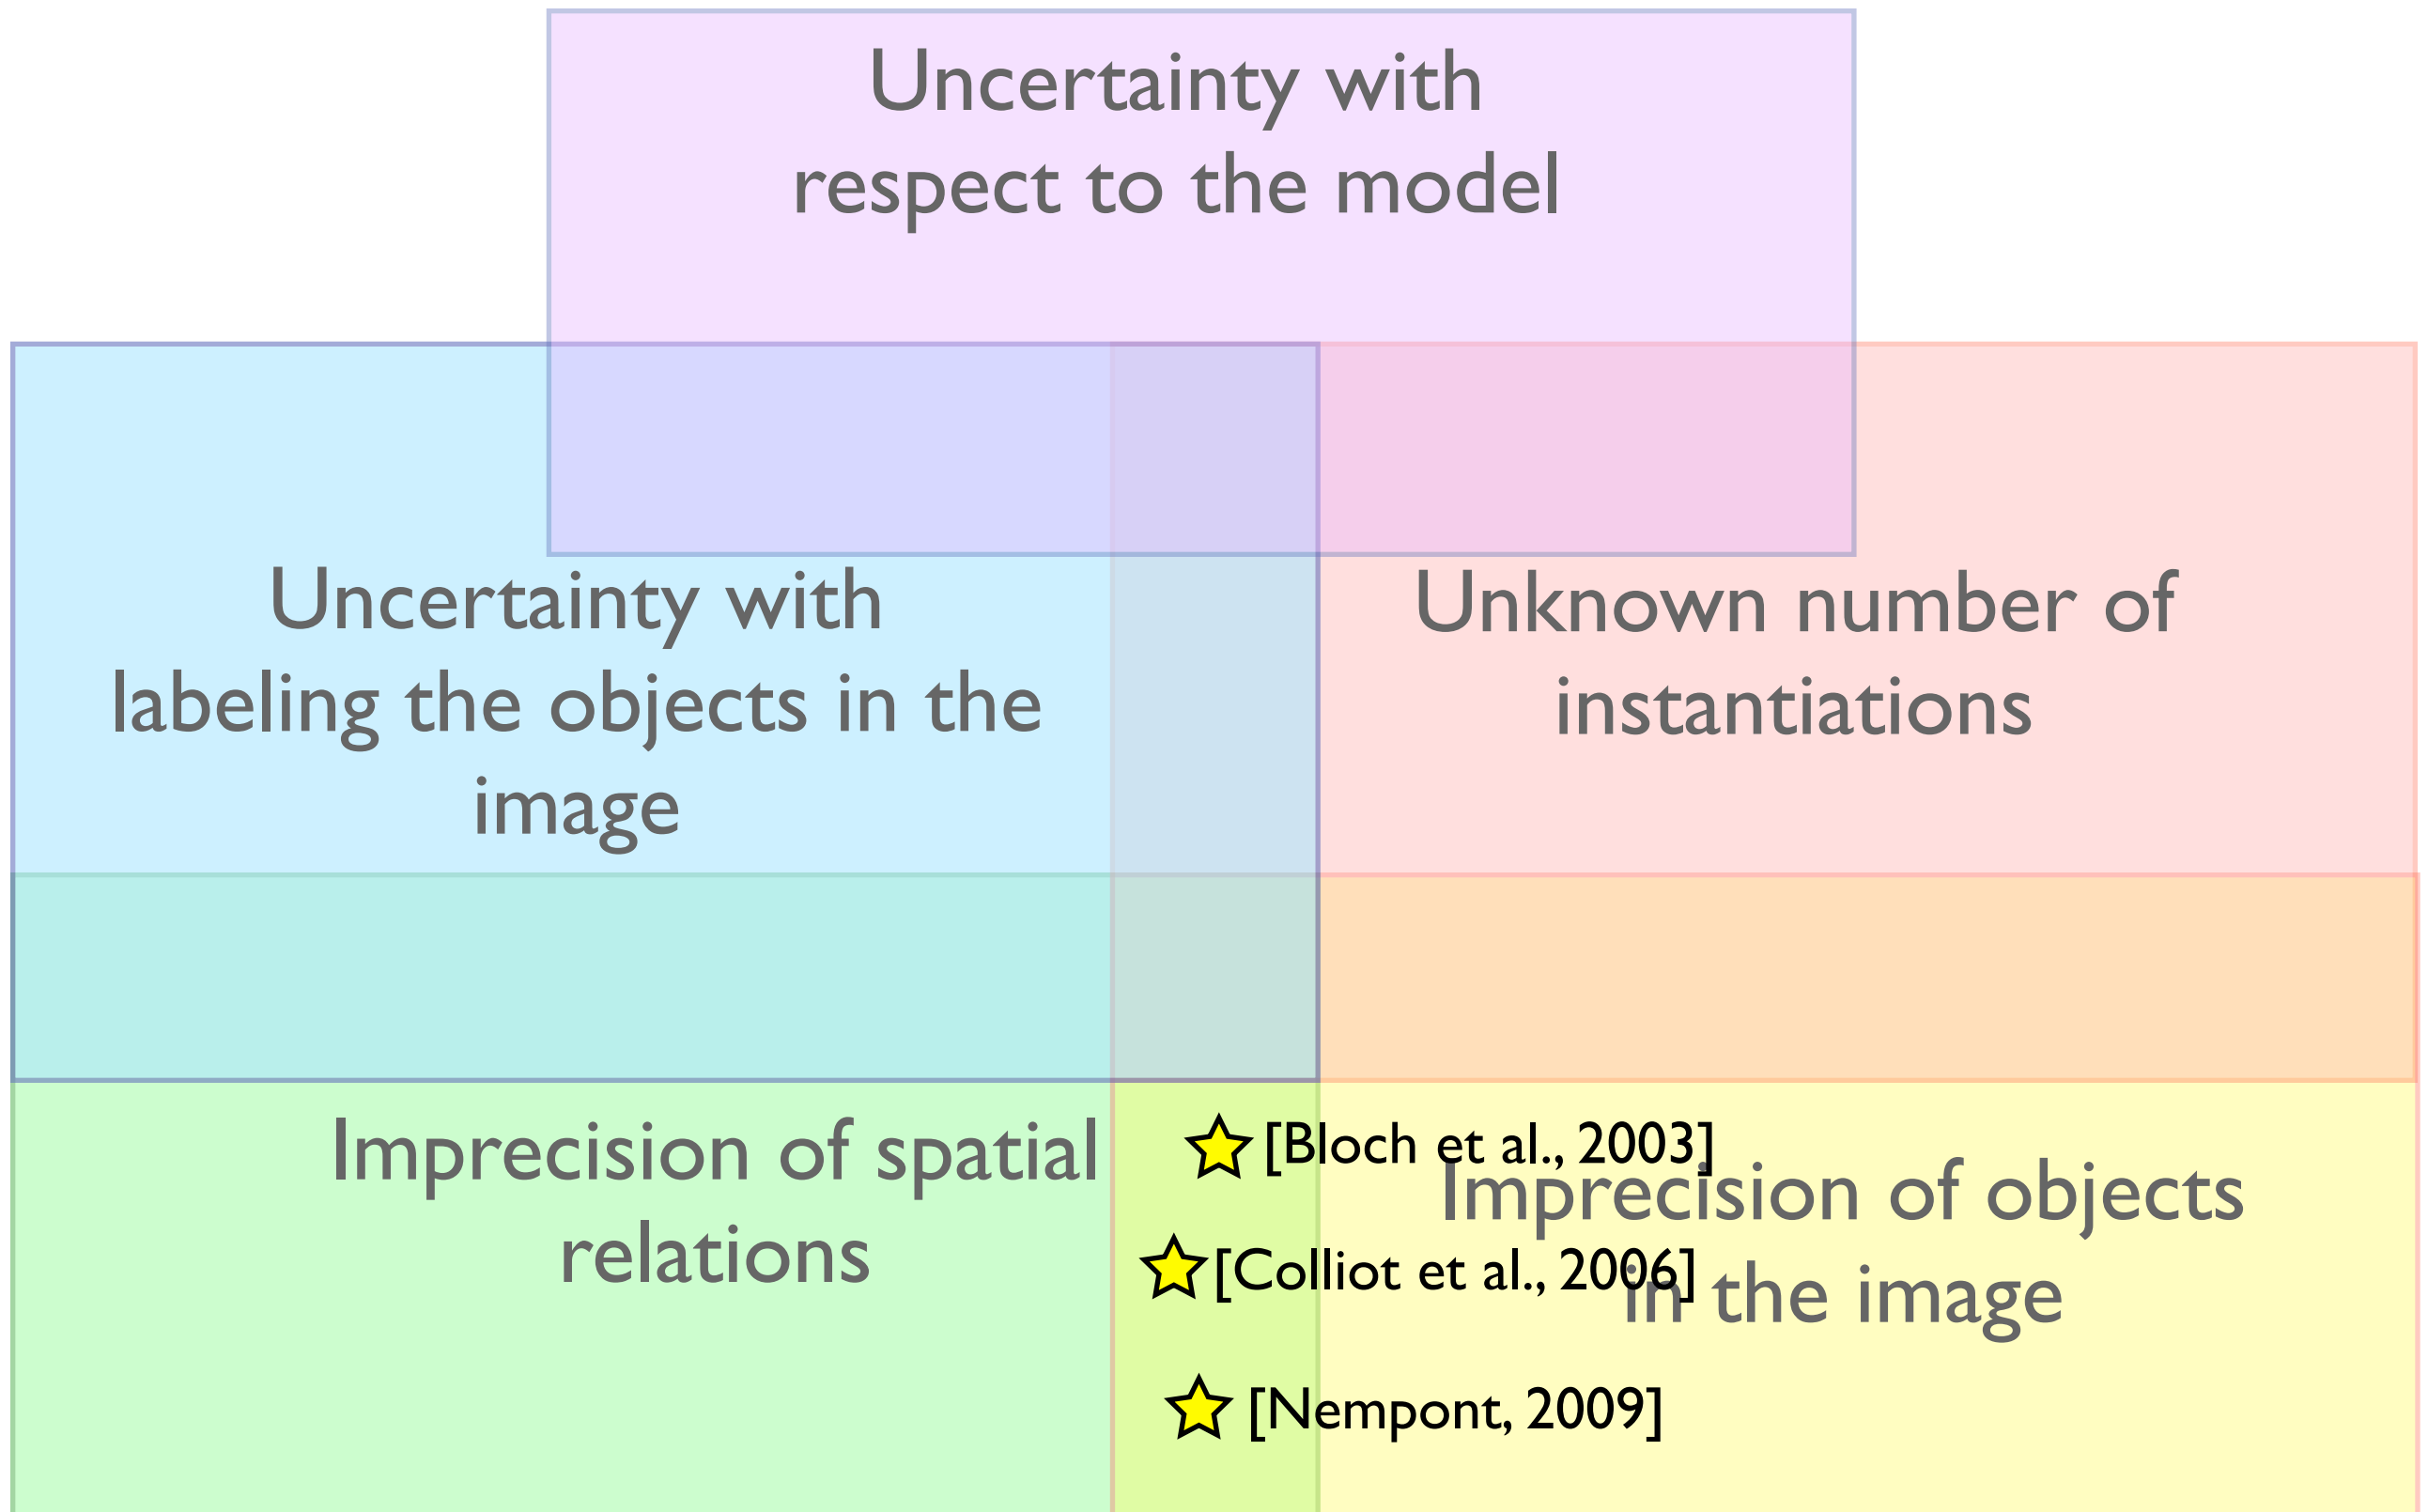 Uncertainty with
respect to the model
Uncertainty with
labeling the objects in the
image
Unknown number of
instantiations
Imprecision of spatial
relations
[Bloch et al., 2003]
[Colliot et al., 2006]
[Nempont, 2009]
Imprecision of objects
in the image